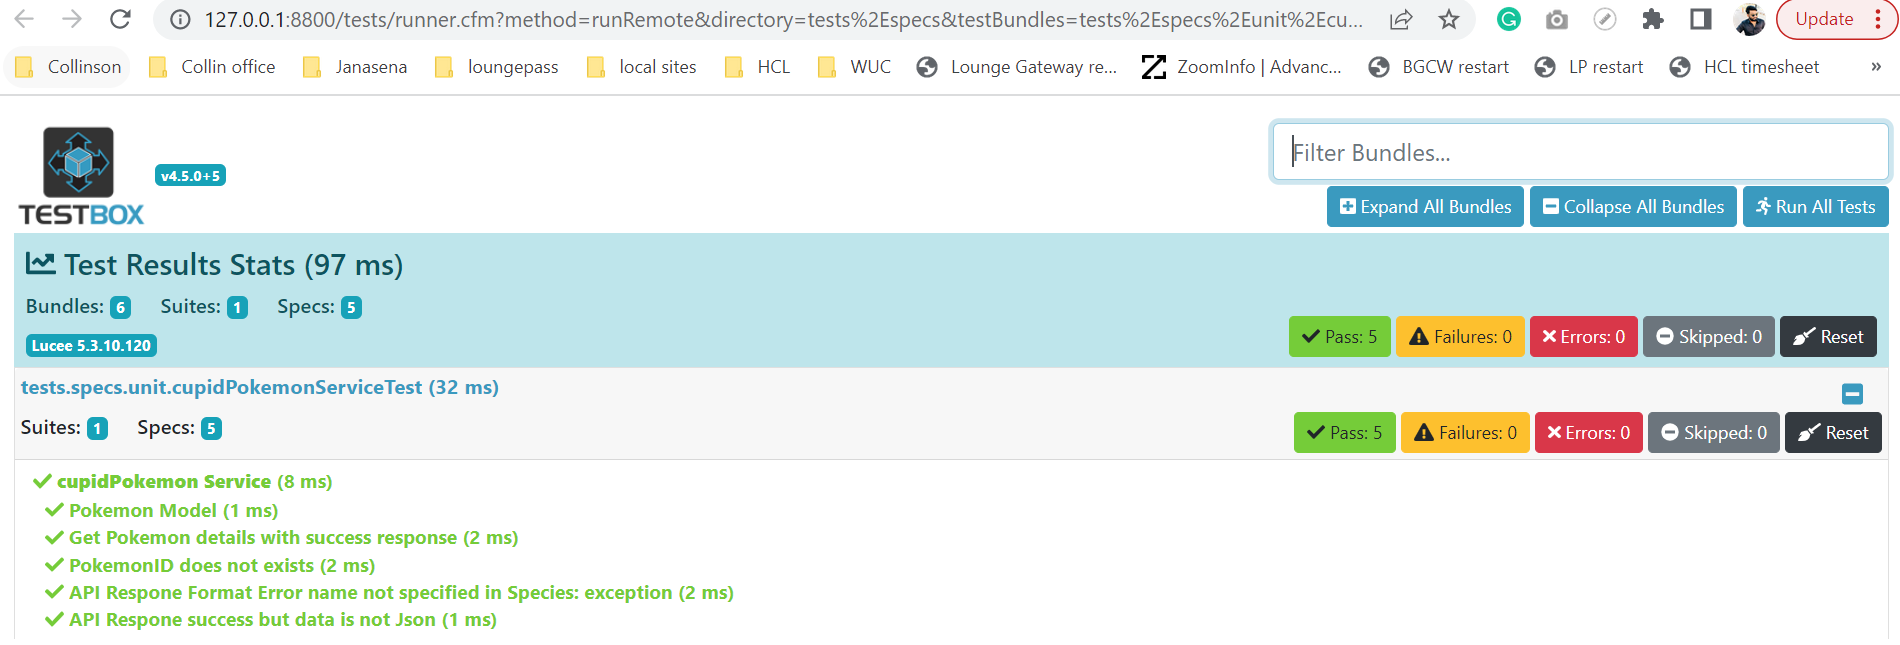 127.0.0.1:8800/tests/runner.cfm?method=runRemote&directory=tests%2Especs&testBundles=tests%2Especs%2Eunit%2Ecu...
Update
Collinson Collin office Janasena loungepass local sites HCL WUC Lounge Gateway re... ZoomInfo | Advanc... BGCW restart LP restart HCL timesheet »
Filter Bundles...
TESTBOX v4.5.0+5
Expand All Bundles Collapse All Bundles Run All Tests
Test Results Stats (97 ms)
Bundles: 6 Suites: 1 Specs: 5
Lucee 5.3.10.120
Pass: 5 Failures: 0 Errors: 0 Skipped: 0 Reset
tests.specs.unit.cupidPokemonServiceTest (32 ms)
Suites: 1 Specs: 5
Pass: 5 Failures: 0 Errors: 0 Skipped: 0 Reset
cupidPokemon Service (8 ms)
Pokemon Model (1 ms)
Get Pokemon details with success response (2 ms)
PokemonID does not exists (2 ms)
API Respone Format Error name not specified in Species: exception (2 ms)
API Respone success but data is not Json (1 ms)